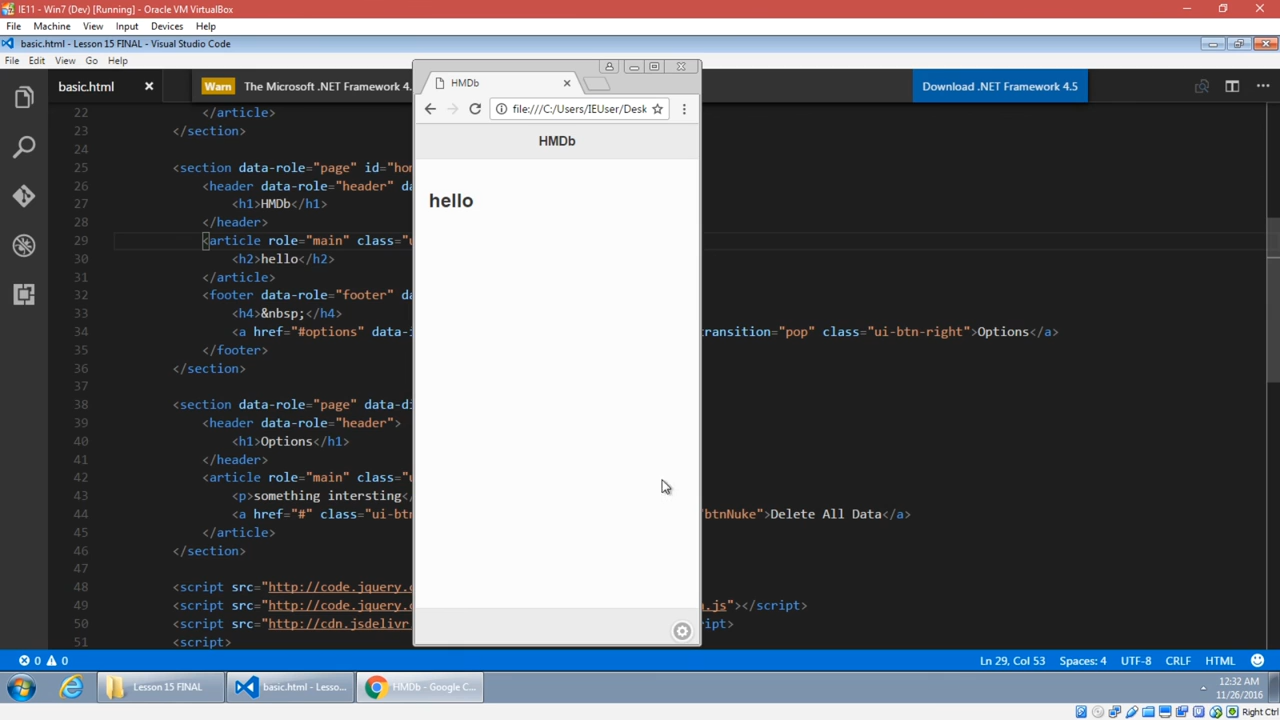 IE11 - Win7 (Dev) [Running] - Oracle VM VirtualBox
File Machine View Input Devices Help
basic.html - Lesson 15 FINAL - Visual Studio Code
File Edit View Go Help
basic.html
Warn The Microsoft .NET Framework 4.
Download .NET Framework 4.5
HMDb
file:///C:/Users/IEUser/Desk
HMDb
hello
22 </article>
23 </section>
24
25 <section data-role="page" id="hom
26 <header data-role="header" da
27 <h1>HMDb</h1>
28 </header>
29 <article role="main" class="u
30 <h2>hello</h2>
31 </article>
32 <footer data-role="footer" da
33 <h4>&nbsp;</h4>
34 <a href="#options" data-i transition="pop" class="ui-btn-right">Options</a>
35 </footer>
36 </section>
37
38 <section data-role="page" data-di
39 <header data-role="header">
40 <h1>Options</h1>
41 </header>
42 <article role="main" class="u
43 <p>something intersting</
44 <a href="#" class="ui-btn btnNuke">Delete All Data</a>
45 </article>
46 </section>
47
48 <script src="http://code.jquery.c
49 <script src="http://code.jquery.c n.js"></script>
50 <script src="http://cdn.jsdelivr. ript>
51 <script>
0 0
Ln 29, Col 53 Spaces: 4 UTF-8 CRLF HTML
Lesson 15 FINAL
basic.html - Lesso...
HMDb - Google C...
12:32 AM
11/26/2016
Right Ctrl